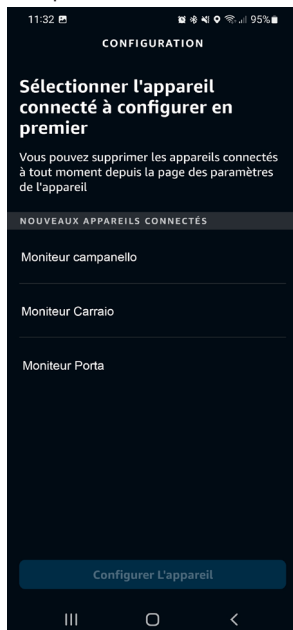 11:32 95%
CONFIGURATION
Sélectionner l'appareil
connecté à configurer en
premier
Vous pouvez supprimer les appareils connectés
à tout moment depuis la page des paramètres
de l'appareil
NOUVEAUX APPAREILS CONNECTÉS
Moniteur campanello
Moniteur Carraio
Moniteur Porta
Configurer L'appareil